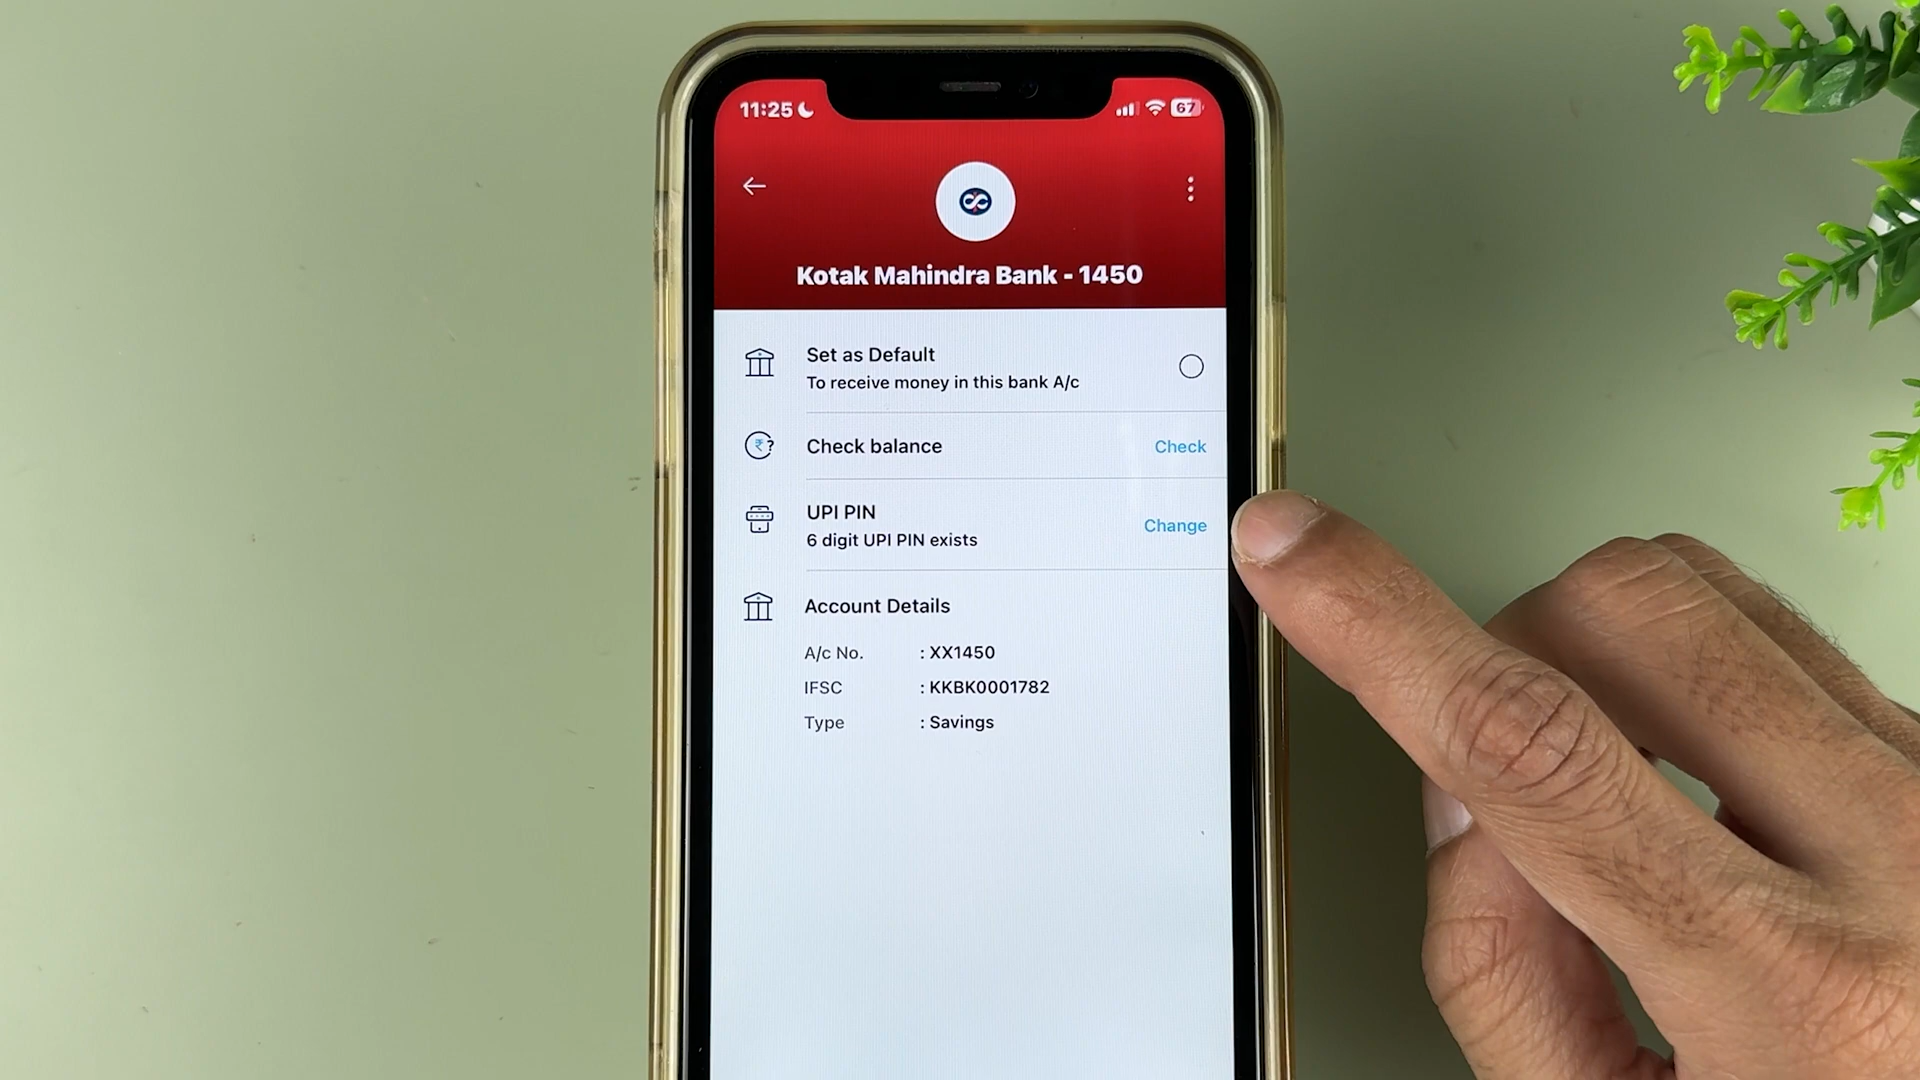 11:25
67
Kotak Mahindra Bank - 1450
Set as Default
To receive money in this bank A/c
₹?
Check balance Check
UPI PIN
6 digit UPI PIN exists
Change
Account Details
A/c No. : XX1450
IFSC : KKBK0001782
Type : Savings